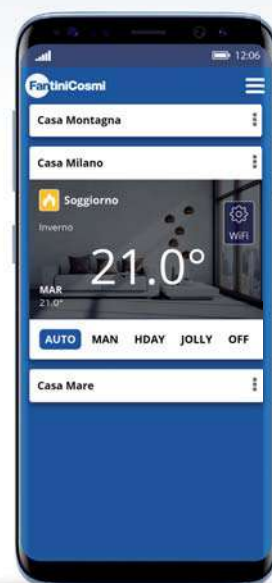 12:06
FantiniCosmi
Casa Montagna
Casa Milano
Soggiorno
Inverno
WiFi
21.0°
MAR
21.0°
AUTO MAN HDAY JOLLY OFF
Casa Mare